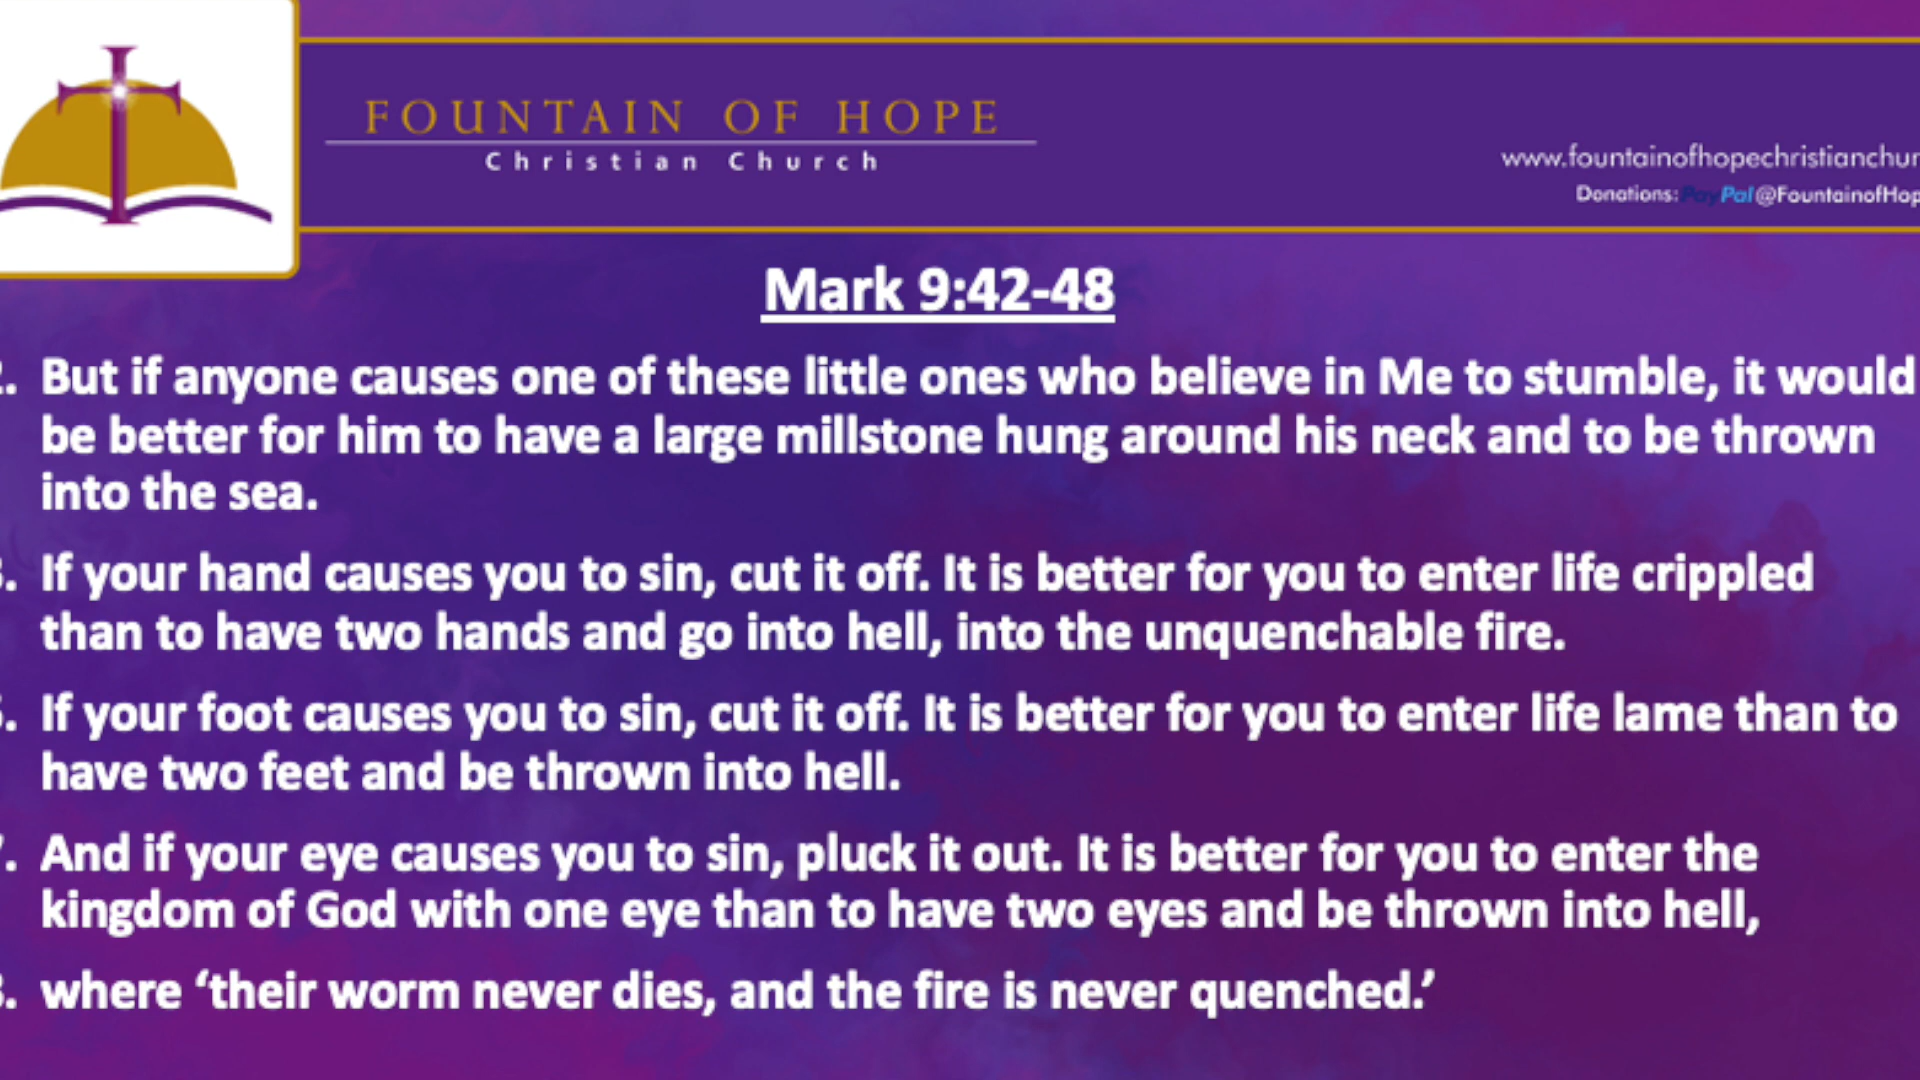 FOUNTAIN OF HOPE
Christian Church
www.fountainofhopechristianchur
Donations: PayPal @FountainofHop
Mark 9:42-48
. But if anyone causes one of these little ones who believe in Me to stumble, it would
be better for him to have a large millstone hung around his neck and to be thrown
into the sea.
. If your hand causes you to sin, cut it off. It is better for you to enter life crippled
than to have two hands and go into hell, into the unquenchable fire.
. If your foot causes you to sin, cut it off. It is better for you to enter life lame than to
have two feet and be thrown into hell.
. And if your eye causes you to sin, pluck it out. It is better for you to enter the
kingdom of God with one eye than to have two eyes and be thrown into hell,
. where ‘their worm never dies, and the fire is never quenched.’